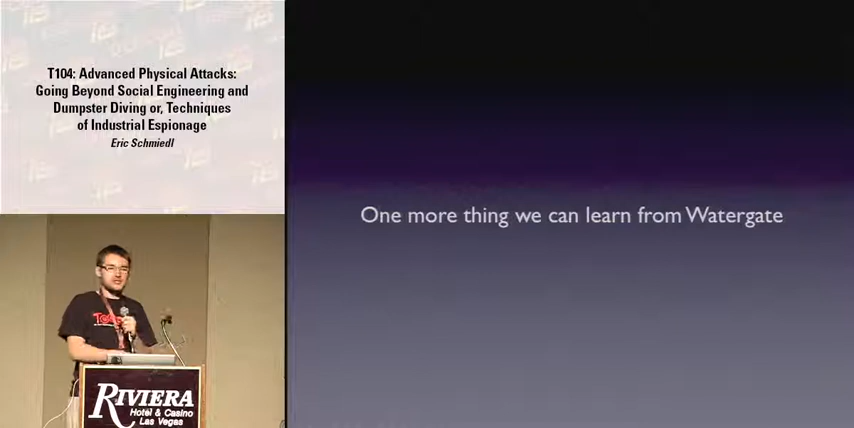 T104: Advanced Physical Attacks:
Going Beyond Social Engineering and
Dumpster Diving or, Techniques
of Industrial Espionage
Eric Schmiedl
One more thing we can learn from Watergate
RIVIERA
Hotel & Casino
Las Vegas